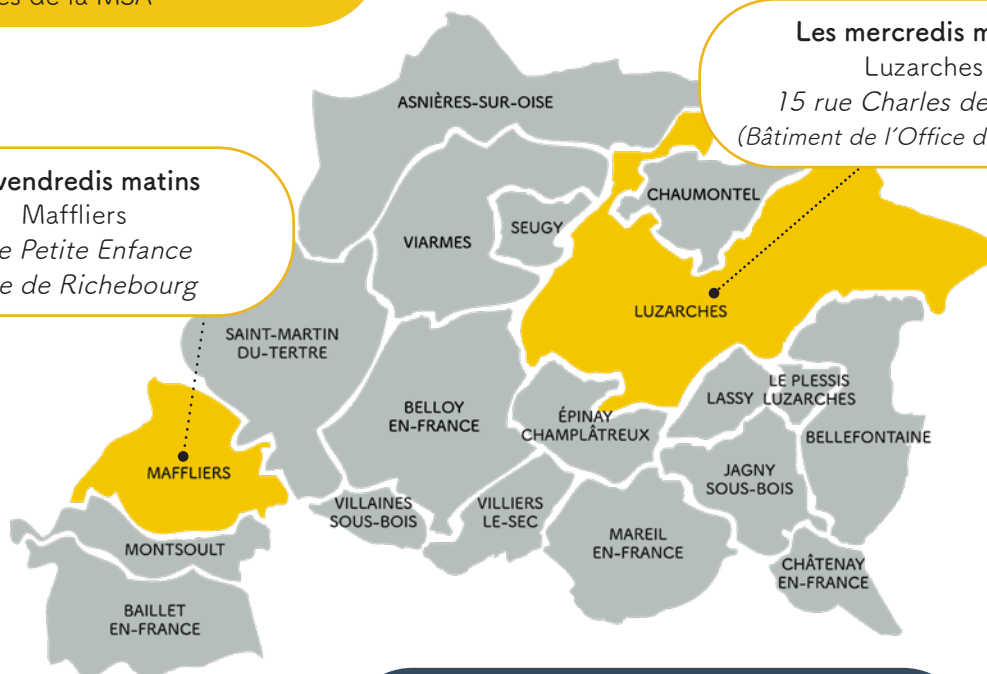 de la MSA
Les mercredis
Luzarches
15 rue Charles de
(Bâtiment de l'Office
vendredis matins
Maffliers
Petite Enfance
de Richebourg
ASNIÈRES-SUR-OISE
CHAUMONTEL
SEUGY
VIARMES
LUZARCHES
SAINT-MARTIN
DU-TERTRE
LE PLESSIS
LUZARCHES
LASSY
BELLOY
EN-FRANCE
ÉPINAY
CHAMPLÂTREUX
BELLEFONTAINE
MAFFLIERS
JAGNY
SOUS-BOIS
VILLAINES
SOUS-BOIS
VILLIERS
LE-SEC
MAREIL
EN-FRANCE
MONTSOULT
CHÂTENAY
EN-FRANCE
BAILLET
EN-FRANCE